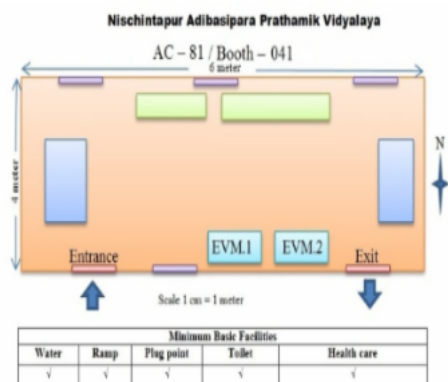 Nischintapur Adibasipara Prathamik Vidyalaya
AC – 81 / Booth – 041
6 meter
4 meter
N
EVM.1
EVM.2
Entrance
Exit
Scale 1 cm = 1 meter
Minimum Basic Facilities
Water Ramp Plug point Toilet Health care
√ √ √ √ √